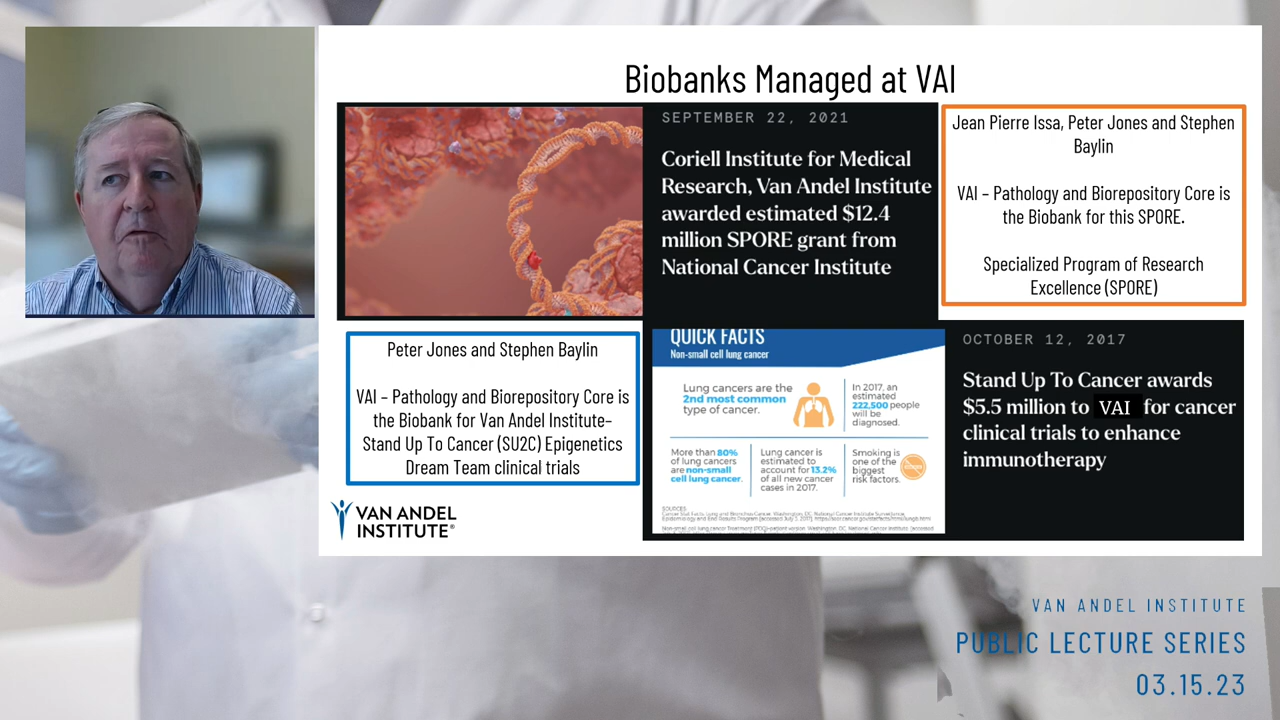 Biobanks Managed at VAI
SEPTEMBER 22, 2021
Coriell Institute for Medical
Research, Van Andel Institute
awarded estimated $12.4
million SPORE grant from
National Cancer Institute
Jean Pierre Issa, Peter Jones and Stephen
Baylin
VAI – Pathology and Biorepository Core is
the Biobank for this SPORE.
Specialized Program of Research
Excellence (SPORE)
Peter Jones and Stephen Baylin
VAI – Pathology and Biorepository Core is
the Biobank for Van Andel Institute–
Stand Up To Cancer (SU2C) Epigenetics
Dream Team clinical trials
QUICK FACTS
Non-small cell lung cancer
Lung cancers are the
2nd most common
type of cancer.
In 2017, an
estimated
222,500 people
will be
diagnosed.
More than 80%
of lung cancers
are non-small
cell lung cancer.
Lung cancer is
estimated to
account for 13.2%
of all new cancer
cases in 2017.
Smoking is
one of the
biggest
risk factors.
SOURCES:
OCTOBER 12, 2017
Stand Up To Cancer awards
$5.5 million to VAI for cancer
clinical trials to enhance
immunotherapy
VAN ANDEL
INSTITUTE®
VAN ANDEL INSTITUTE
PUBLIC LECTURE SERIES
03.15.23